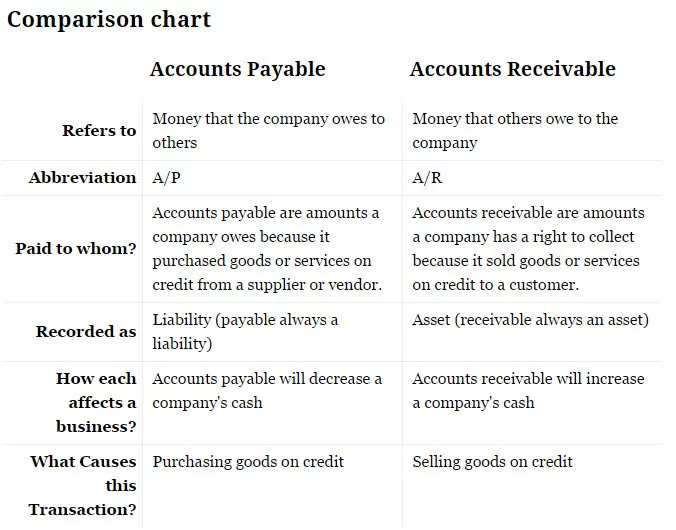 Comparison chart
Accounts Payable Accounts Receivable
Refers to
Money that the company owes to
others
Money that others owe to the
company
Abbreviation A/P A/R
Paid to whom?
Accounts payable are amounts a
company owes because it
purchased goods or services on
credit from a supplier or vendor.
Accounts receivable are amounts
a company has a right to collect
because it sold goods or services
on credit to a customer.
Recorded as
Liability (payable always a
liability)
Asset (receivable always an asset)
How each
affects a
business?
Accounts payable will decrease a
company's cash
Accounts receivable will increase
a company's cash
What Causes
this
Transaction?
Purchasing goods on credit
Selling goods on credit